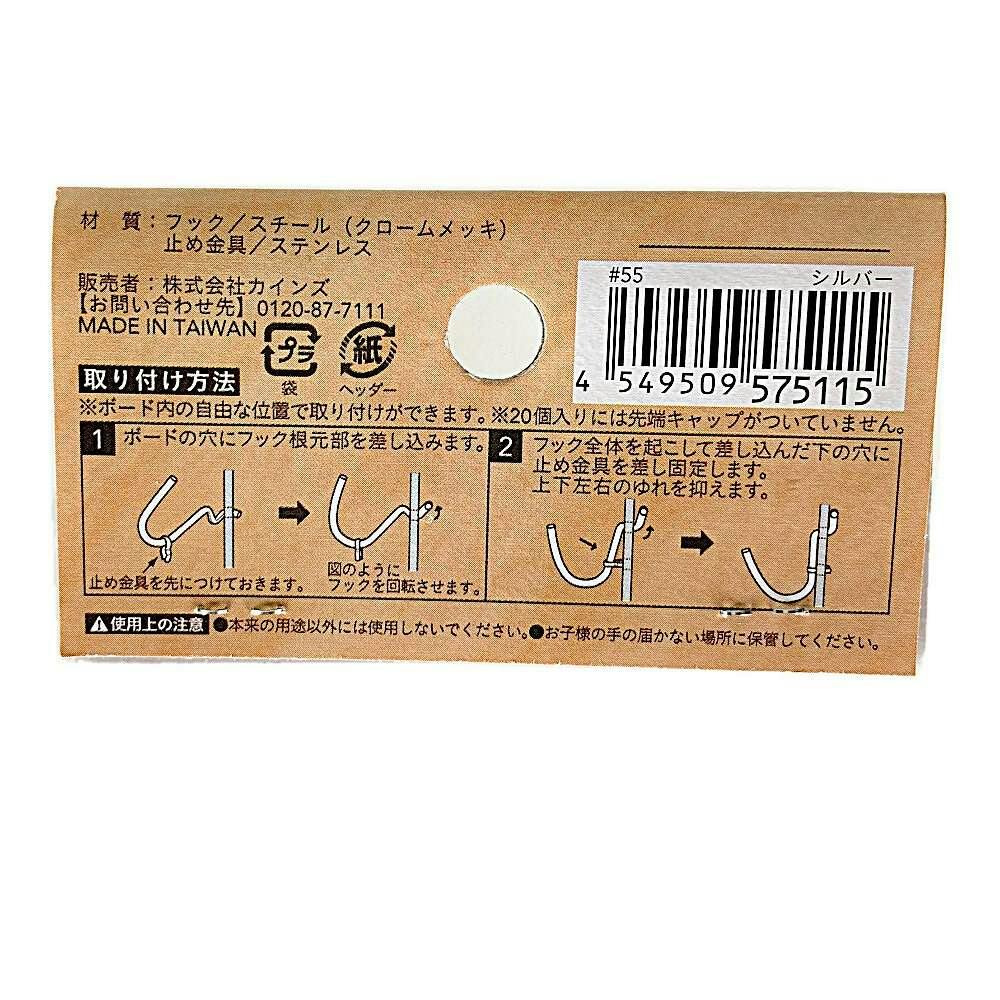 材 質：フック／スチール（クロームメッキ）
止め金具／ステンレス
販売者：株式会社カインズ
【お問い合わせ先】0120-87-7111
MADE IN TAIWAN
プラ
袋
紙
ヘッダー
#55 シルバー
4 549509 575115
取り付け方法
※ボード内の自由な位置で取り付けができます。※20個入りには先端キャップがついていません。
1 ボードの穴にフック根元部を差し込みます。
止め金具を先につけておきます。
図のように
フックを回転させます。
2 フック全体を起こして差し込んだ下の穴に
止め金具を差し固定します。
上下左右のゆれを抑えます。
使用上の注意 ●本来の用途以外には使用しないでください。●お子様の手の届かない場所に保管してください。